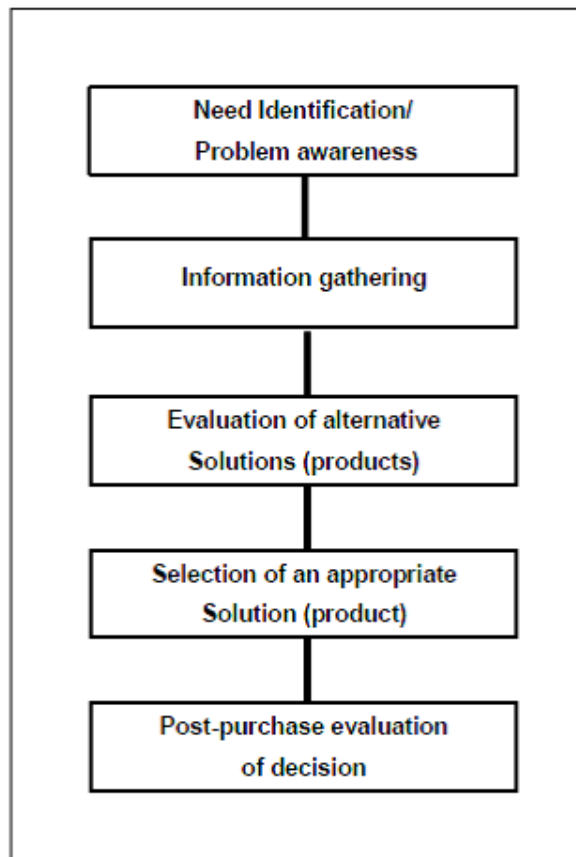 Need Identification/
Problem awareness
Information gathering
Evaluation of alternative
Solutions (products)
Selection of an appropriate
Solution (product)
Post-purchase evaluation
of decision